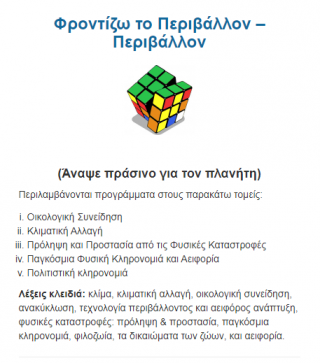 Φροντίζω το Περιβάλλον –
Περιβάλλον
(Άναψε πράσινο για τον πλανήτη)
Περιλαμβάνονται προγράμματα στους παρακάτω τομείς:
i. Οικολογική Συνείδηση
ii. Κλιματική Αλλαγή
iii. Πρόληψη και Προστασία από τις Φυσικές Καταστροφές
iv. Παγκόσμια Φυσική Κληρονομιά και Αειφορία
v. Πολιτιστική κληρονομιά
Λέξεις κλειδιά: κλίμα, κλιματική αλλαγή, οικολογική συνείδηση,
ανακύκλωση, τεχνολογία περιβάλλοντος και αειφόρος ανάπτυξη,
φυσικές καταστροφές: πρόληψη & προστασία, παγκόσμια
κληρονομιά, φιλοζωία, τα δικαιώματα των ζώων, και αειφορία.